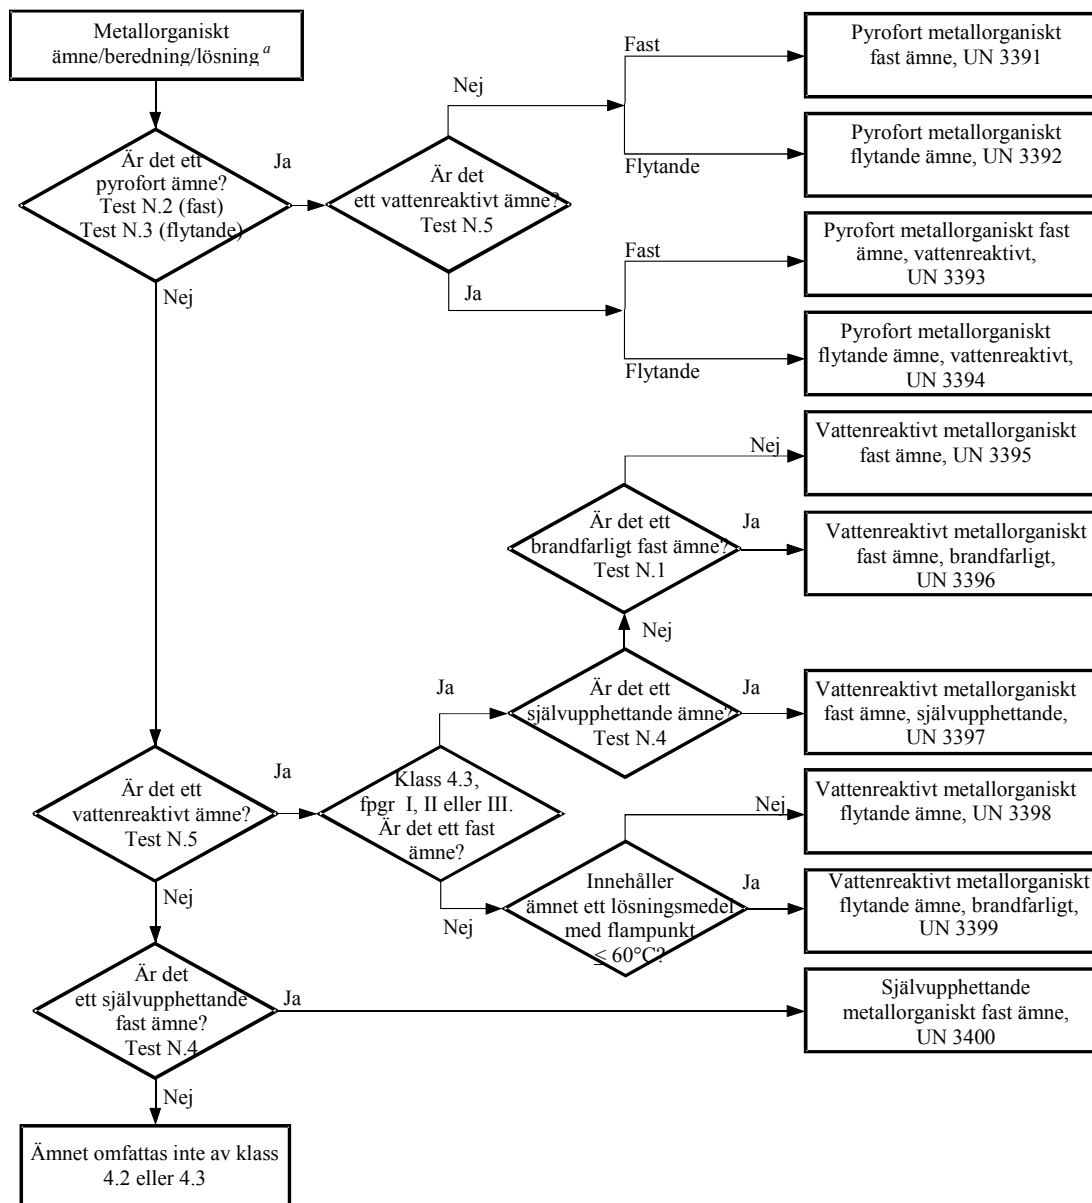 Metallorganiskt
ämne/beredning/lösning a
Är det ett
pyrofort ämne?
Test N.2 (fast)
Test N.3 (flytande)
Ja
Nej
Är det
ett vattenreaktivt ämne?
Test N.5
Nej
Ja
Fast
Flytande
Pyrofort metallorganiskt
fast ämne, UN 3391
Pyrofort metallorganiskt
flytande ämne, UN 3392
Fast
Flytande
Pyrofort metallorganiskt fast
ämne, vattenreaktivt,
UN 3393
Pyrofort metallorganiskt
flytande ämne, vattenreaktivt,
UN 3394
Nej
Vattenreaktivt metallorganiskt
fast ämne, UN 3395
Är det ett
brandfarligt fast ämne?
Test N.1
Ja
Vattenreaktivt metallorganiskt
fast ämne, brandfarligt,
UN 3396
Nej
Är det ett
självupphettande ämne?
Test N.4
Ja
Vattenreaktivt metallorganiskt
fast ämne, självupphettande,
UN 3397
Är det ett
vattenreaktivt ämne?
Test N.5
Ja
Nej
Klass 4.3,
fpgr I, II eller III.
Är det ett fast
ämne?
Ja
Nej
Innehåller
ämnet ett lösningsmedel
med flampunkt
≤ 60°C?
Nej
Vattenreaktivt metallorganiskt
flytande ämne, UN 3398
Ja
Vattenreaktivt metallorganiskt
flytande ämne, brandfarligt,
UN 3399
Är det
ett självupphettande
fast ämne?
Test N.4
Ja
Självupphettande
metallorganiskt fast ämne,
UN 3400
Nej
Ämnet omfattas inte av klass
4.2 eller 4.3